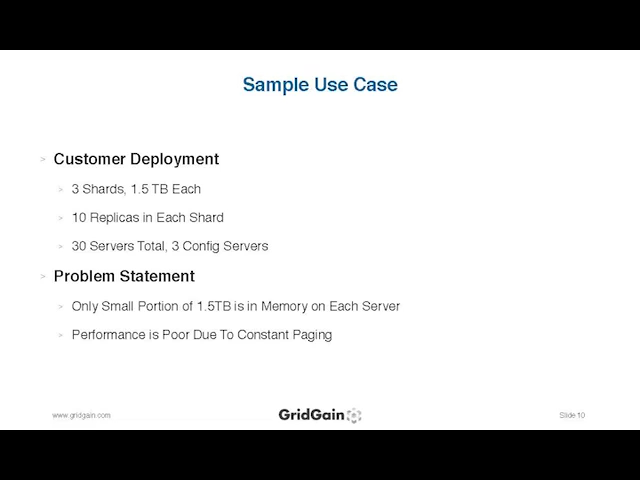 Sample Use Case
Customer Deployment
3 Shards, 1.5 TB Each
10 Replicas in Each Shard
30 Servers Total, 3 Config Servers
Problem Statement
Only Small Portion of 1.5TB is in Memory on Each Server
Performance is Poor Due To Constant Paging
www.gridgain.com
GridGain
Slide 10